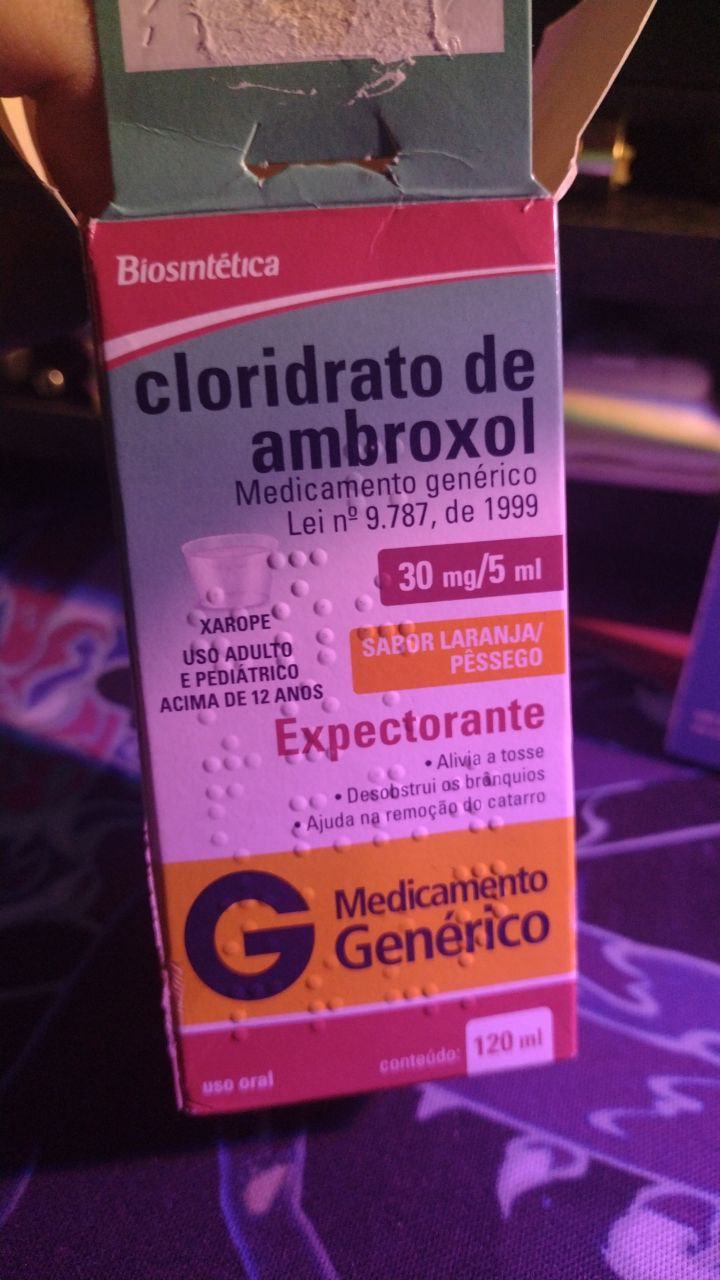 Biosintética
cloridrato de
ambroxol
Medicamento genérico
Lei nº 9.787, de 1999
30 mg/5 ml
XAROPE
USO ADULTO
E PEDIÁTRICO
ACIMA DE 12 ANOS
SABOR LARANJA/
PÊSSEGO
Expectorante
• Alivia a tosse
• Desobstrui os brônquios
• Ajuda na remoção do catarro
G Medicamento
Genérico
uso oral
conteúdo: 120 ml